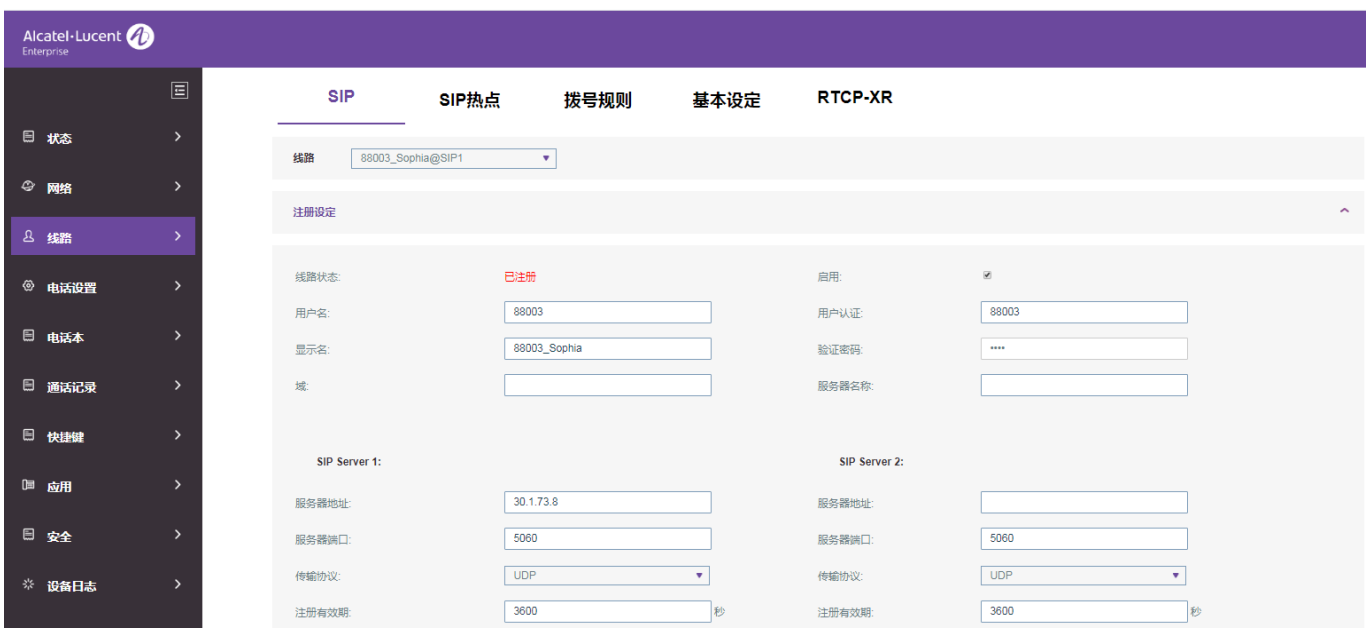 Alcatel·Lucent
Enterprise
状态
网络
线路
电话设置
电话本
通话记录
快捷键
应用
安全
设备日志
SIP SIP热点 拨号规则 基本设定 RTCP-XR
线路 88003_Sophia@SIP1
注册设定
线路状态: 已注册 启用:
用户名: 88003 用户认证: 88003
显示名: 88003_Sophia 验证密码: ••••
域: 服务器名称:
SIP Server 1: SIP Server 2:
服务器地址: 30.1.73.8 服务器地址:
服务器端口: 5060 服务器端口: 5060
传输协议: UDP 传输协议: UDP
注册有效期: 3600 秒 注册有效期: 3600 秒